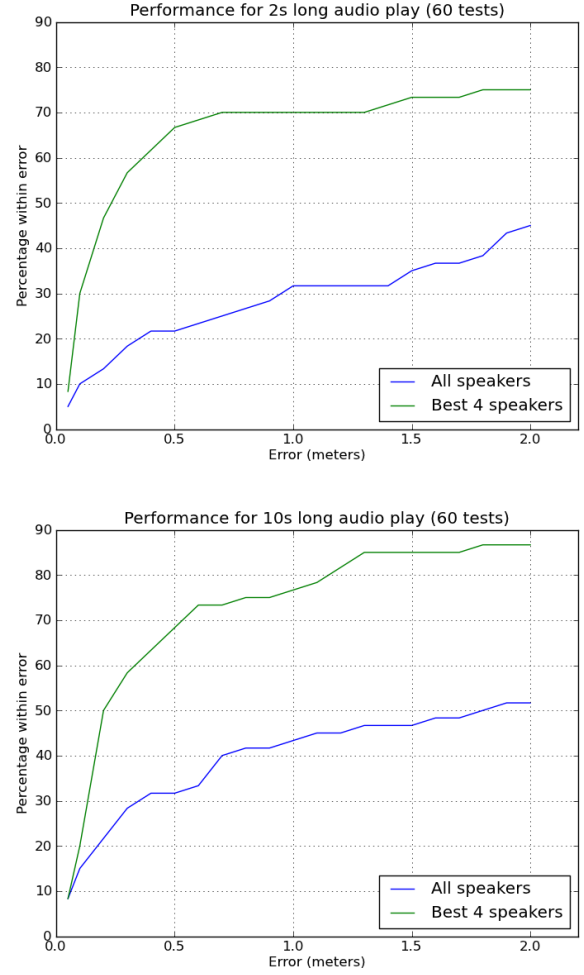 Performance for 2s long audio play (60 tests)
90
80
70
60
50
40
30
20
10
0
Percentage within error
All speakers
Best 4 speakers
0.0 0.5 1.0 1.5 2.0
Error (meters)
Performance for 10s long audio play (60 tests)
90
80
70
60
50
40
30
20
10
0
Percentage within error
All speakers
Best 4 speakers
0.0 0.5 1.0 1.5 2.0
Error (meters)